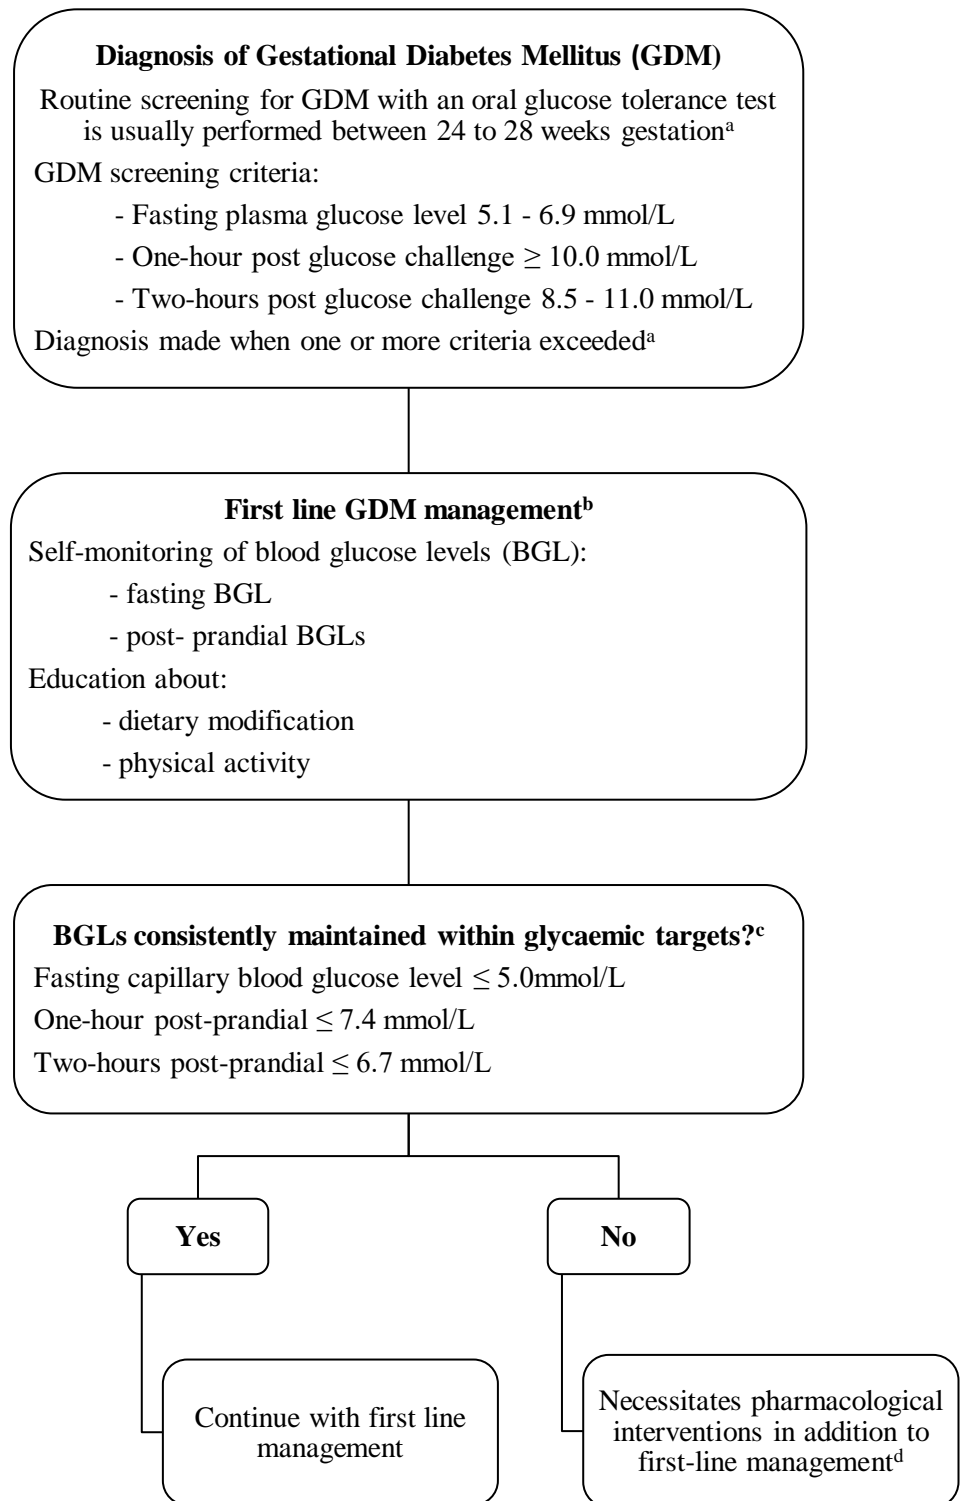 Diagnosis of Gestational Diabetes Mellitus (GDM)
Routine screening for GDM with an oral glucose tolerance test
is usually performed between 24 to 28 weeks gestationᵃ
GDM screening criteria:
- Fasting plasma glucose level 5.1 - 6.9 mmol/L
- One-hour post glucose challenge ≥ 10.0 mmol/L
- Two-hours post glucose challenge 8.5 - 11.0 mmol/L
Diagnosis made when one or more criteria exceededᵃ
First line GDM managementᵇ
Self-monitoring of blood glucose levels (BGL):
- fasting BGL
- post- prandial BGLs
Education about:
- dietary modification
- physical activity
BGLs consistently maintained within glycaemic targets?ᶜ
Fasting capillary blood glucose level ≤ 5.0mmol/L
One-hour post-prandial ≤ 7.4 mmol/L
Two-hours post-prandial ≤ 6.7 mmol/L
Yes
No
Continue with first line
management
Necessitates pharmacological
interventions in addition to
first-line managementᵈ